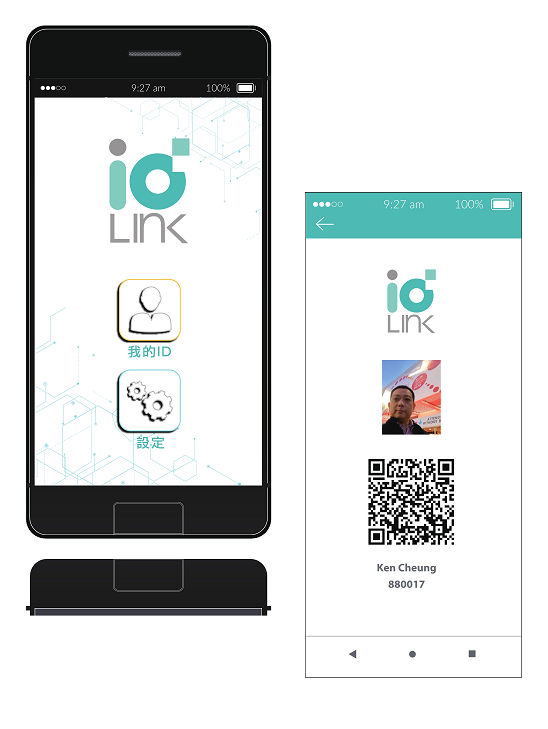 9:27 am 100%
iD
LINK
我的ID
設定
9:27 am 100%
iD
LINK
Ken Cheung
880017